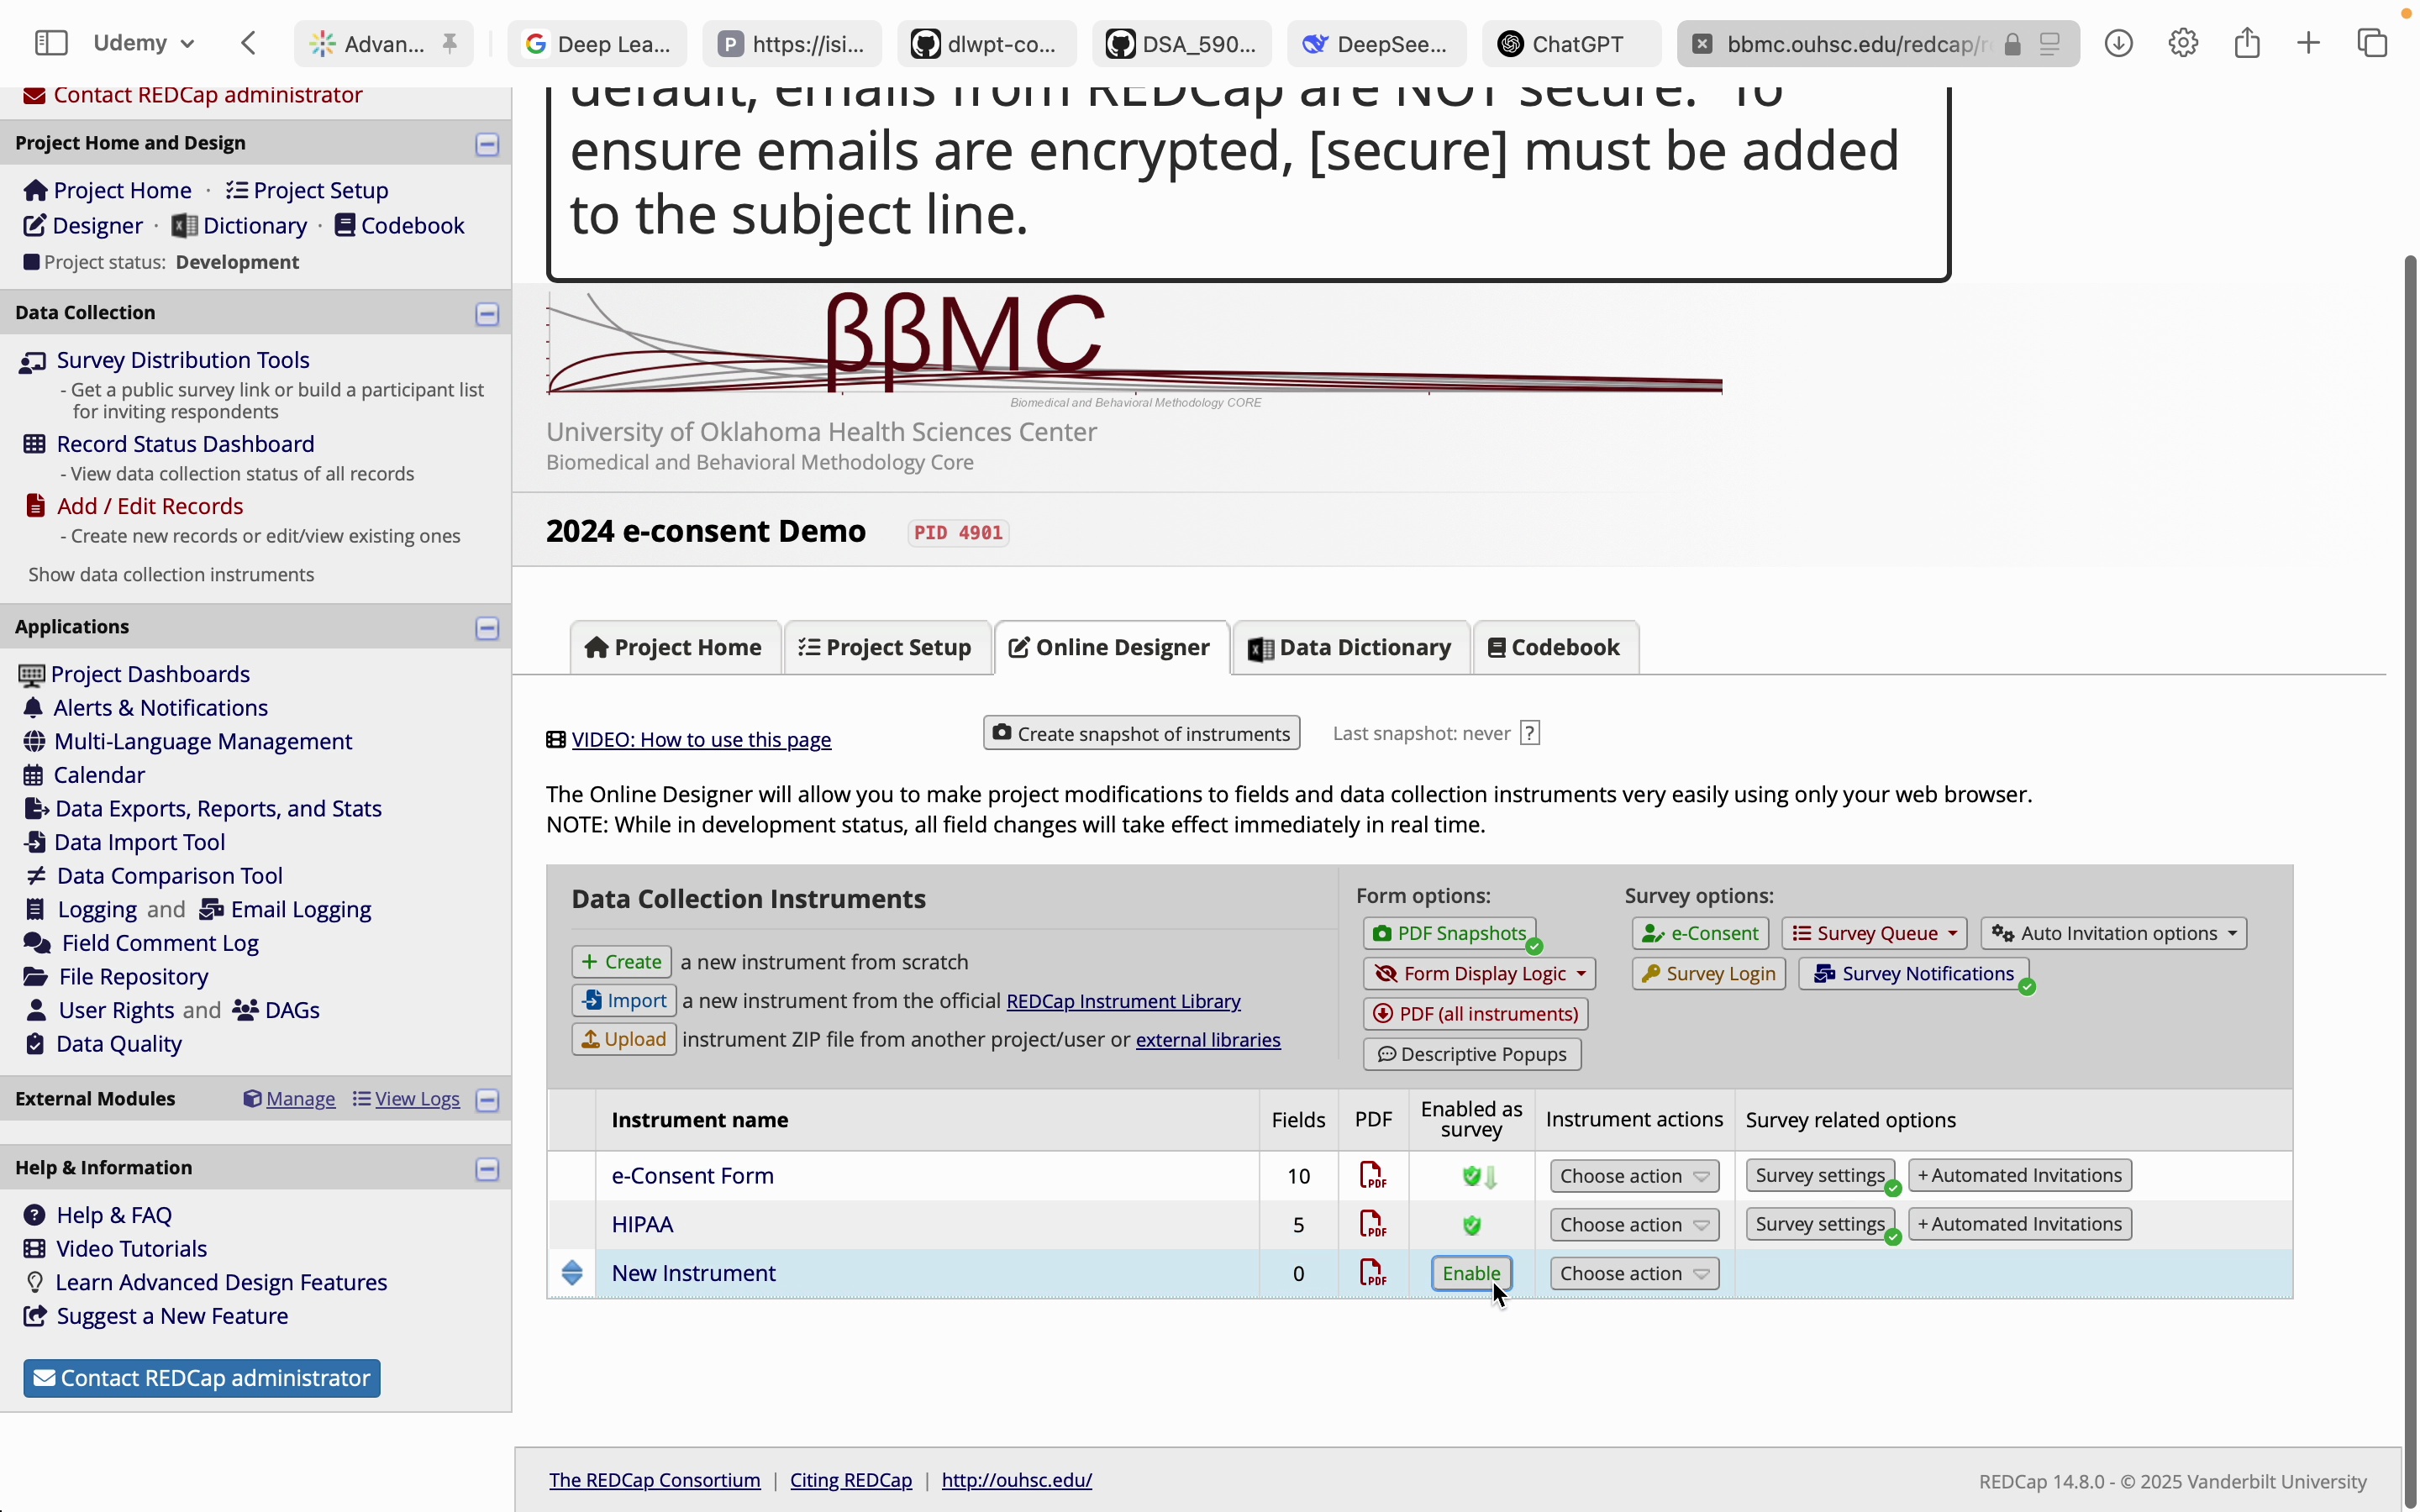 Udemy
Advan...
Deep Lea...
https://isi...
dlwpt-co...
DSA_590...
DeepSee...
ChatGPT
bbmc.ouhsc.edu/redcap/r
Contact REDCap administrator
Project Home and Design
Project Home · Project Setup
Designer · Dictionary · Codebook
Project status: Development
Data Collection
Survey Distribution Tools
- Get a public survey link or build a participant list
for inviting respondents
Record Status Dashboard
- View data collection status of all records
Add / Edit Records
- Create new records or edit/view existing ones
Show data collection instruments
Applications
Project Dashboards
Alerts & Notifications
Multi-Language Management
Calendar
Data Exports, Reports, and Stats
Data Import Tool
Data Comparison Tool
Logging and Email Logging
Field Comment Log
File Repository
User Rights and DAGs
Data Quality
External Modules Manage View Logs
Help & Information
Help & FAQ
Video Tutorials
Learn Advanced Design Features
Suggest a New Feature
Contact REDCap administrator
default, emails from REDCap are NOT secure. To
ensure emails are encrypted, [secure] must be added
to the subject line.
ββMC
Biomedical and Behavioral Methodology CORE
University of Oklahoma Health Sciences Center
Biomedical and Behavioral Methodology Core
2024 e-consent Demo PID 4901
Project Home Project Setup Online Designer Data Dictionary Codebook
VIDEO: How to use this page Create snapshot of instruments Last snapshot: never ?
The Online Designer will allow you to make project modifications to fields and data collection instruments very easily using only your web browser.
NOTE: While in development status, all field changes will take effect immediately in real time.
Data Collection Instruments
+ Create a new instrument from scratch
Import a new instrument from the official REDCap Instrument Library
Upload instrument ZIP file from another project/user or external libraries
Form options:
PDF Snapshots
Form Display Logic
PDF (all instruments)
Descriptive Popups
Survey options:
e-Consent Survey Queue Auto Invitation options
Survey Login Survey Notifications
Instrument name Fields PDF Enabled as survey Instrument actions Survey related options
e-Consent Form 10 PDF Choose action Survey settings + Automated Invitations
HIPAA 5 PDF Choose action Survey settings + Automated Invitations
New Instrument 0 PDF Enable Choose action
The REDCap Consortium | Citing REDCap | http://ouhsc.edu/
REDCap 14.8.0 - © 2025 Vanderbilt University